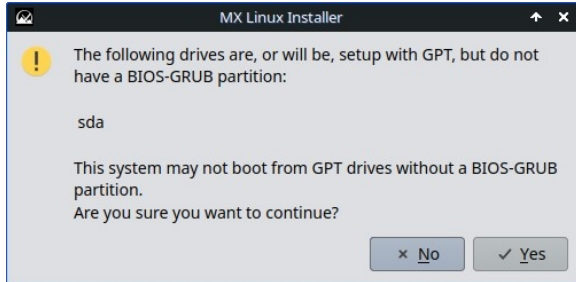 MX Linux Installer
The following drives are, or will be, setup with GPT, but do not
have a BIOS-GRUB partition:
sda
This system may not boot from GPT drives without a BIOS-GRUB
partition.
Are you sure you want to continue?
No
Yes